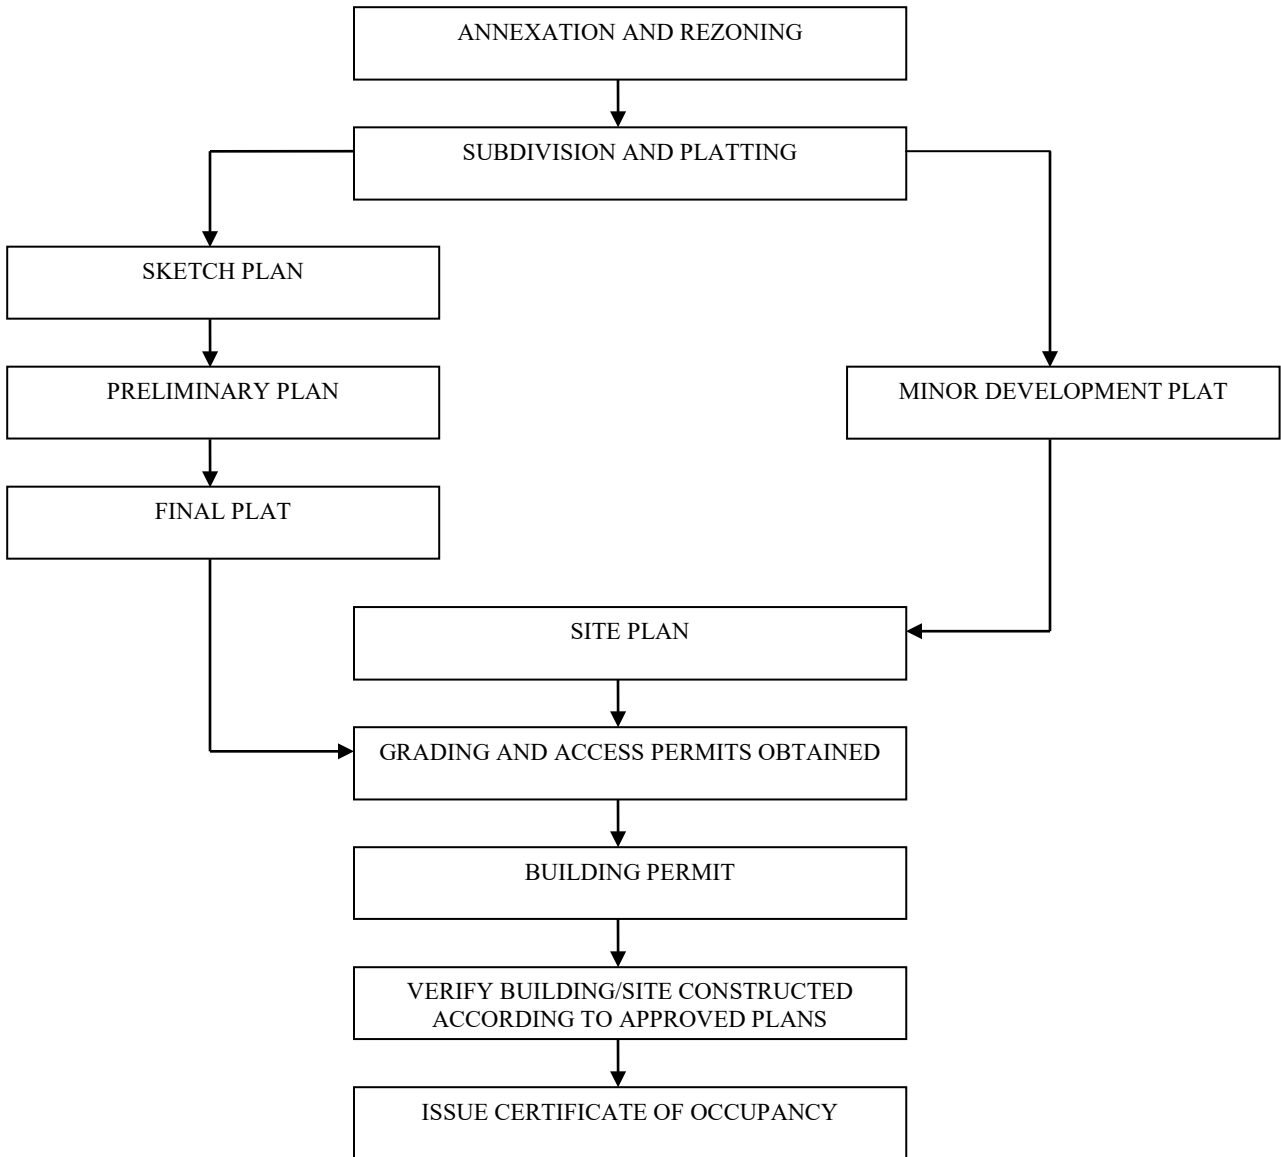 ANNEXATION AND REZONING
SUBDIVISION AND PLATTING
SKETCH PLAN
PRELIMINARY PLAN
MINOR DEVELOPMENT PLAT
FINAL PLAT
SITE PLAN
GRADING AND ACCESS PERMITS OBTAINED
BUILDING PERMIT
VERIFY BUILDING/SITE CONSTRUCTED
ACCORDING TO APPROVED PLANS
ISSUE CERTIFICATE OF OCCUPANCY